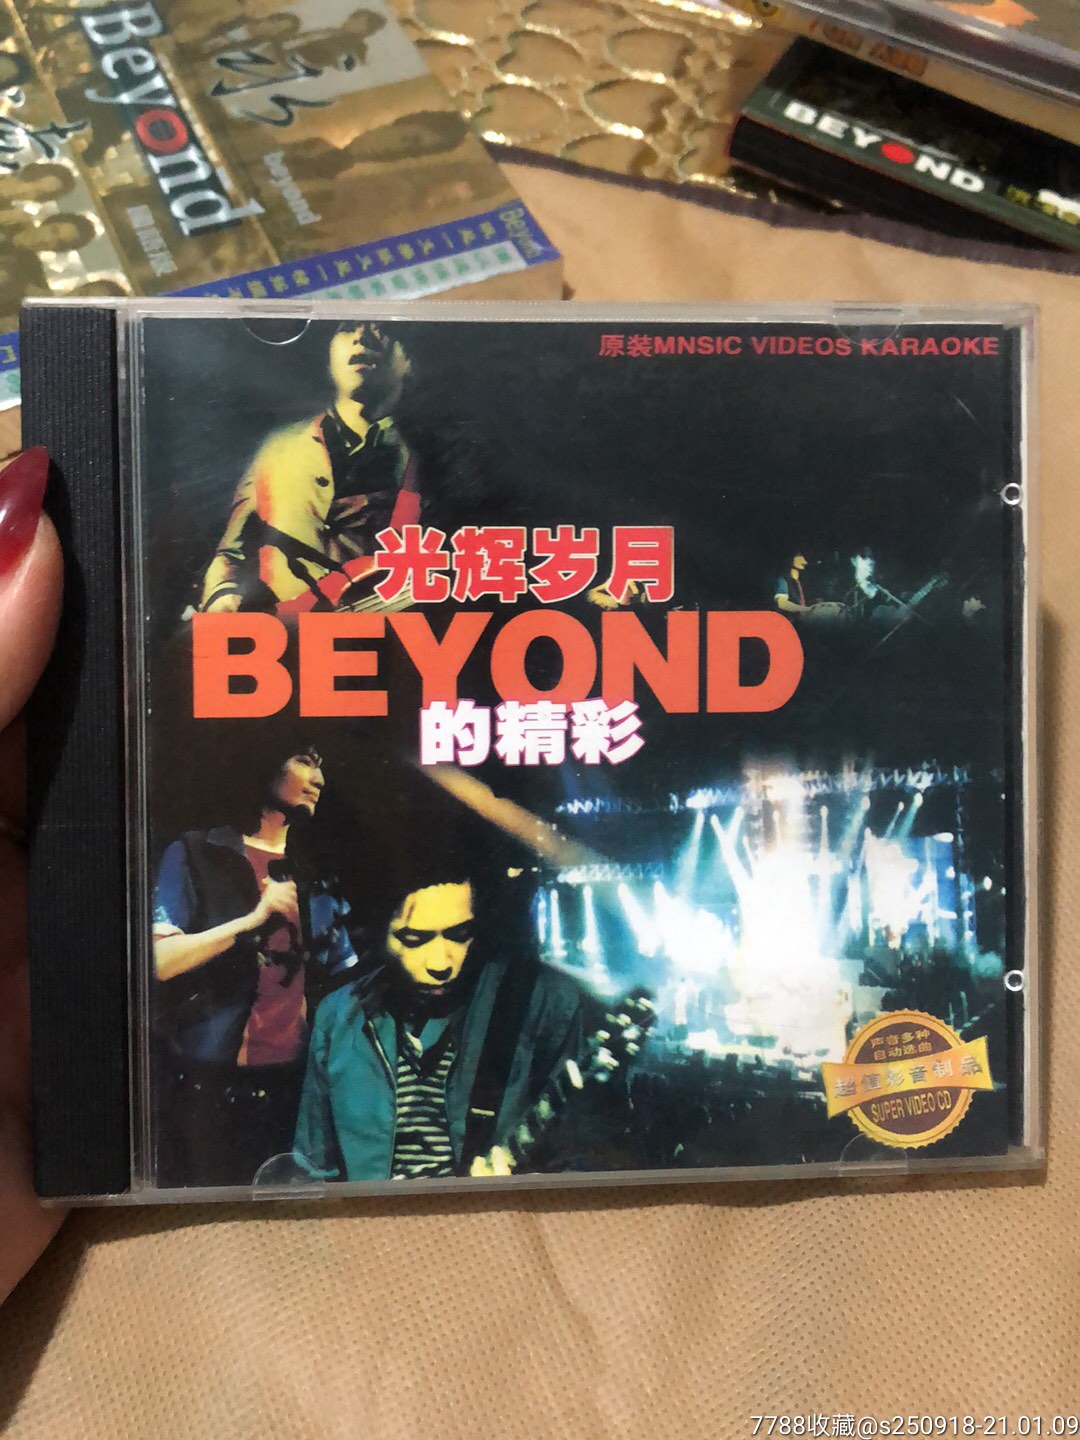 Beyond
beyond
Beyond
BEYOND
原装MNSIC VIDEOS KARAOKE
光辉岁月
BEYOND
的精彩
声音多种
自动选曲
超值影音制品
SUPER VIDEO CD
7788收藏@s250918-21.01.09